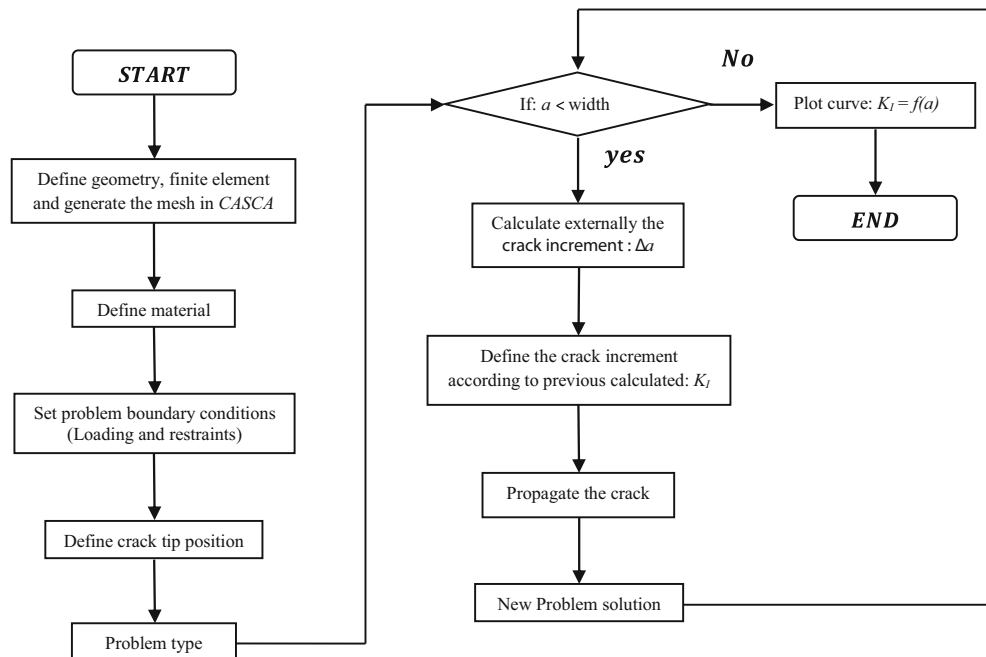 START
Define geometry, finite element
and generate the mesh in CASCA
Define material
Set problem boundary conditions
(Loading and restraints)
Define crack tip position
Problem type
If: a < width
No
Plot curve: K_I = f(a)
END
yes
Calculate externally the
crack increment : Δa
Define the crack increment
according to previous calculated: K_I
Propagate the crack
New Problem solution